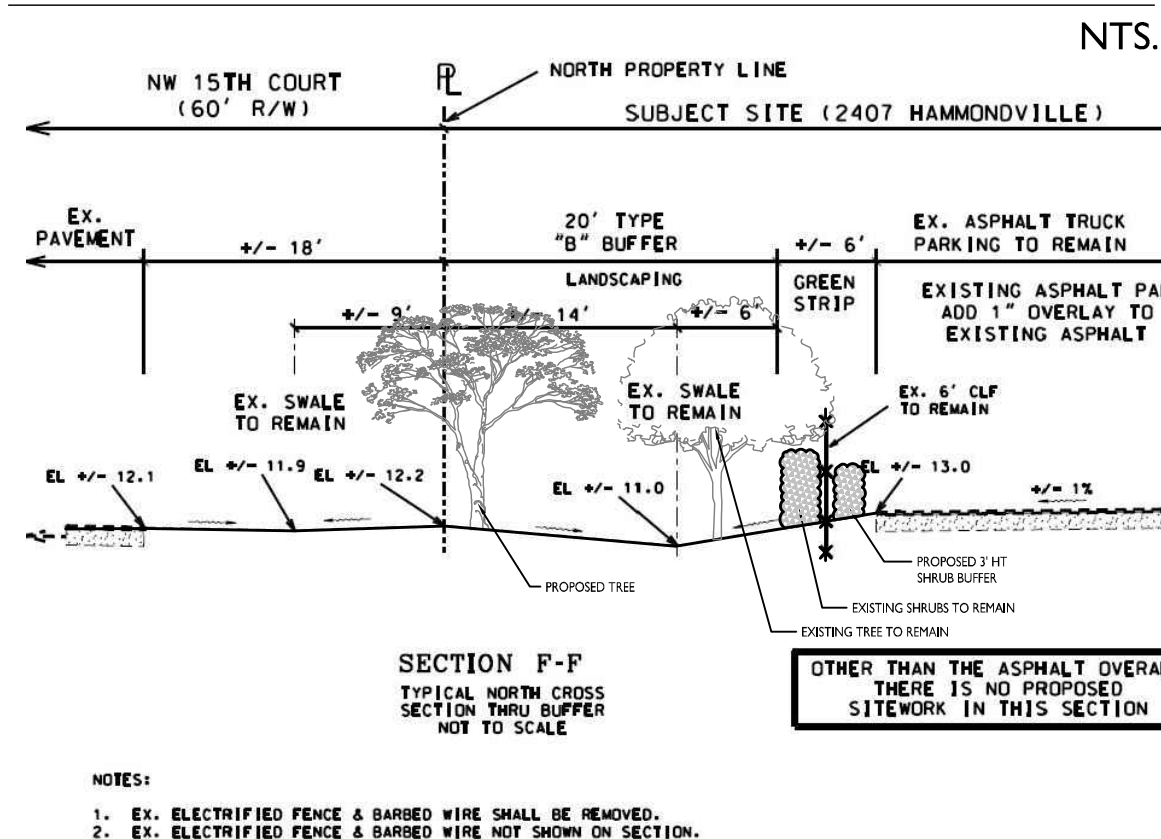 NTS.
NW 15TH COURT
(60' R/W)
PL
NORTH PROPERTY LINE
SUBJECT SITE (2407 HAMMONDVILLE)
EX.
PAVEMENT
+/- 18'
20' TYPE
"B" BUFFER
+/- 6'
EX. ASPHALT TRUCK
PARKING TO REMAIN
LANDSCAPING
GREEN
STRIP
EXISTING ASPHALT PA
ADD 1" OVERLAY TO
EXISTING ASPHALT
+/- 9'
+/- 14'
+/- 6'
EX. SWALE
TO REMAIN
EX. SWALE
TO REMAIN
EX. 6' CLF
TO REMAIN
EL +/- 12.1
EL +/- 11.9
EL +/- 12.2
EL +/- 11.0
EL +/- 13.0
+/- 1%
PROPOSED TREE
PROPOSED 3' HT
SHRUB BUFFER
EXISTING SHRUBS TO REMAIN
EXISTING TREE TO REMAIN
SECTION F-F
TYPICAL NORTH CROSS
SECTION THRU BUFFER
NOT TO SCALE
OTHER THAN THE ASPHALT OVERA
THERE IS NO PROPOSED
SITEWORK IN THIS SECTION
NOTES:
1. EX. ELECTRIFIED FENCE & BARBED WIRE SHALL BE REMOVED.
2. EX. ELECTRIFIED FENCE & BARBED WIRE NOT SHOWN ON SECTION.